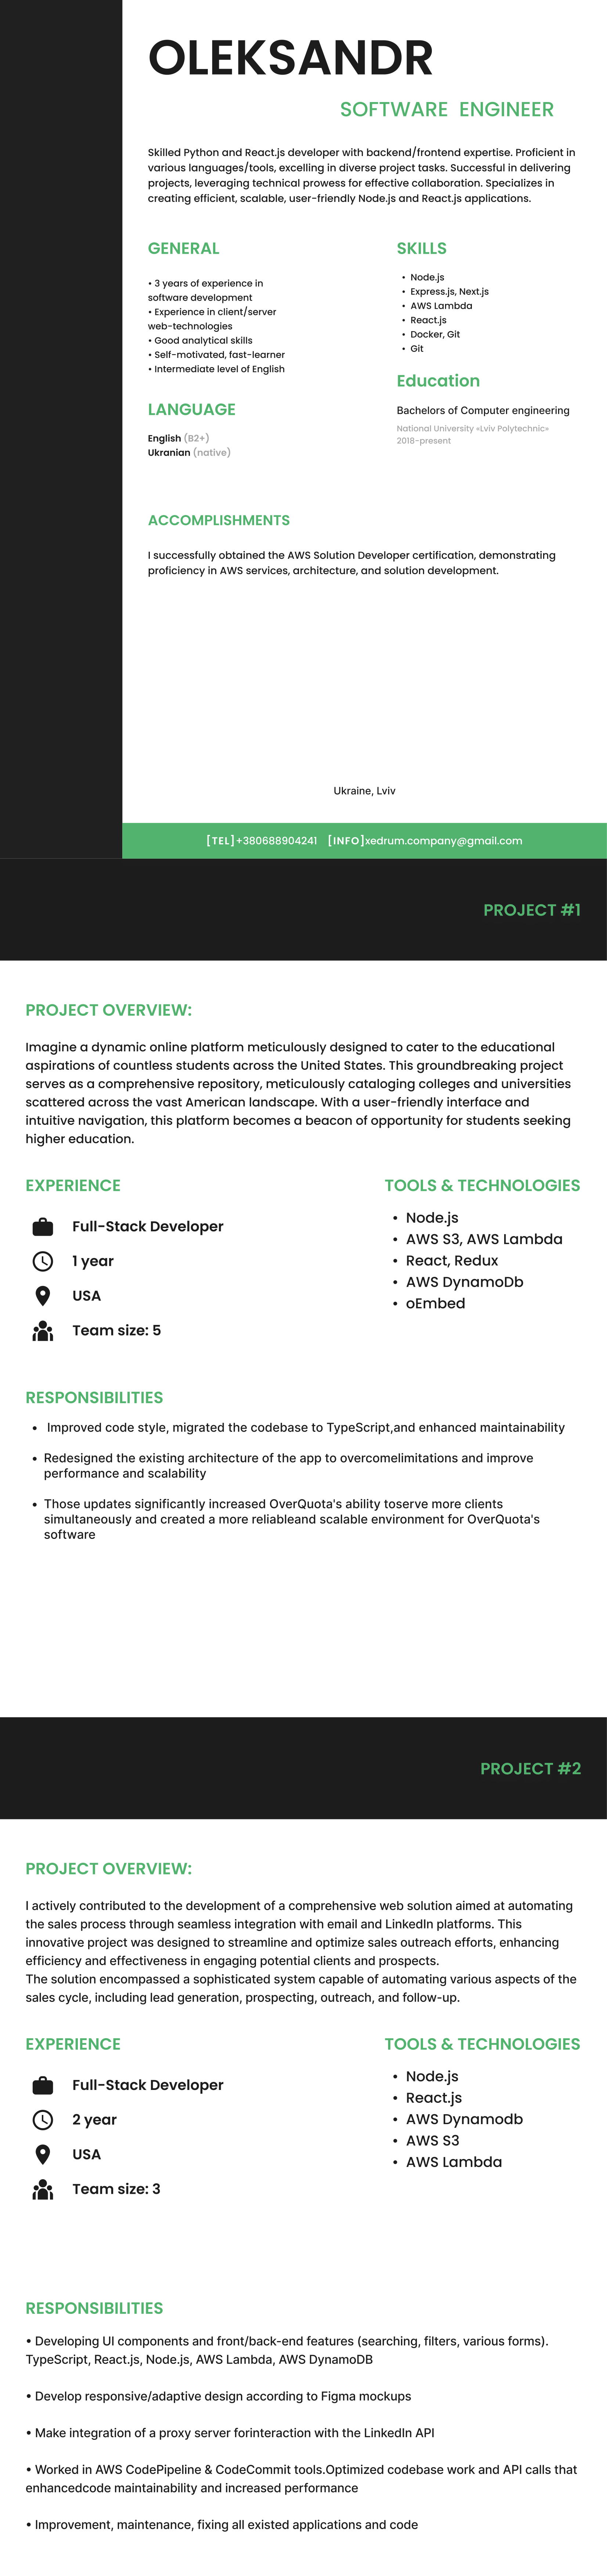 OLEKSANDR
SOFTWARE ENGINEER
Skilled Python and React.js developer with backend/frontend expertise. Proficient in
various languages/tools, excelling in diverse project tasks. Successful in delivering
projects, leveraging technical prowess for effective collaboration. Specializes in
creating efficient, scalable, user-friendly Node.js and React.js applications.
GENERAL
• 3 years of experience in
software development
• Experience in client/server
web-technologies
• Good analytical skills
• Self-motivated, fast-learner
• Intermediate level of English
LANGUAGE
English (B2+)
Ukranian (native)
SKILLS
• Node.js
• Express.js, Next.js
• AWS Lambda
• React.js
• Docker, Git
• Git
Education
Bachelors of Computer engineering
National University «Lviv Polytechnic»
2018-present
ACCOMPLISHMENTS
I successfully obtained the AWS Solution Developer certification, demonstrating
proficiency in AWS services, architecture, and solution development.
Ukraine, Lviv
[TEL]+380688904241 [INFO]xedrum.company@gmail.com
PROJECT #1
PROJECT OVERVIEW:
Imagine a dynamic online platform meticulously designed to cater to the educational
aspirations of countless students across the United States. This groundbreaking project
serves as a comprehensive repository, meticulously cataloging colleges and universities
scattered across the vast American landscape. With a user-friendly interface and
intuitive navigation, this platform becomes a beacon of opportunity for students seeking
higher education.
EXPERIENCE
Full-Stack Developer
1 year
USA
Team size: 5
TOOLS & TECHNOLOGIES
• Node.js
• AWS S3, AWS Lambda
• React, Redux
• AWS DynamoDb
• oEmbed
RESPONSIBILITIES
• Improved code style, migrated the codebase to TypeScript,and enhanced maintainability
• Redesigned the existing architecture of the app to overcomelimitations and improve
performance and scalability
• Those updates significantly increased OverQuota's ability toserve more clients
simultaneously and created a more reliableand scalable environment for OverQuota's
software
PROJECT #2
PROJECT OVERVIEW:
I actively contributed to the development of a comprehensive web solution aimed at automating
the sales process through seamless integration with email and LinkedIn platforms. This
innovative project was designed to streamline and optimize sales outreach efforts, enhancing
efficiency and effectiveness in engaging potential clients and prospects.
The solution encompassed a sophisticated system capable of automating various aspects of the
sales cycle, including lead generation, prospecting, outreach, and follow-up.
EXPERIENCE
Full-Stack Developer
2 year
USA
Team size: 3
TOOLS & TECHNOLOGIES
• Node.js
• React.js
• AWS Dynamodb
• AWS S3
• AWS Lambda
RESPONSIBILITIES
• Developing UI components and front/back-end features (searching, filters, various forms).
TypeScript, React.js, Node.js, AWS Lambda, AWS DynamoDB
• Develop responsive/adaptive design according to Figma mockups
• Make integration of a proxy server forinteraction with the LinkedIn API
• Worked in AWS CodePipeline & CodeCommit tools.Optimized codebase work and API calls that
enhancedcode maintainability and increased performance
• Improvement, maintenance, fixing all existed applications and code